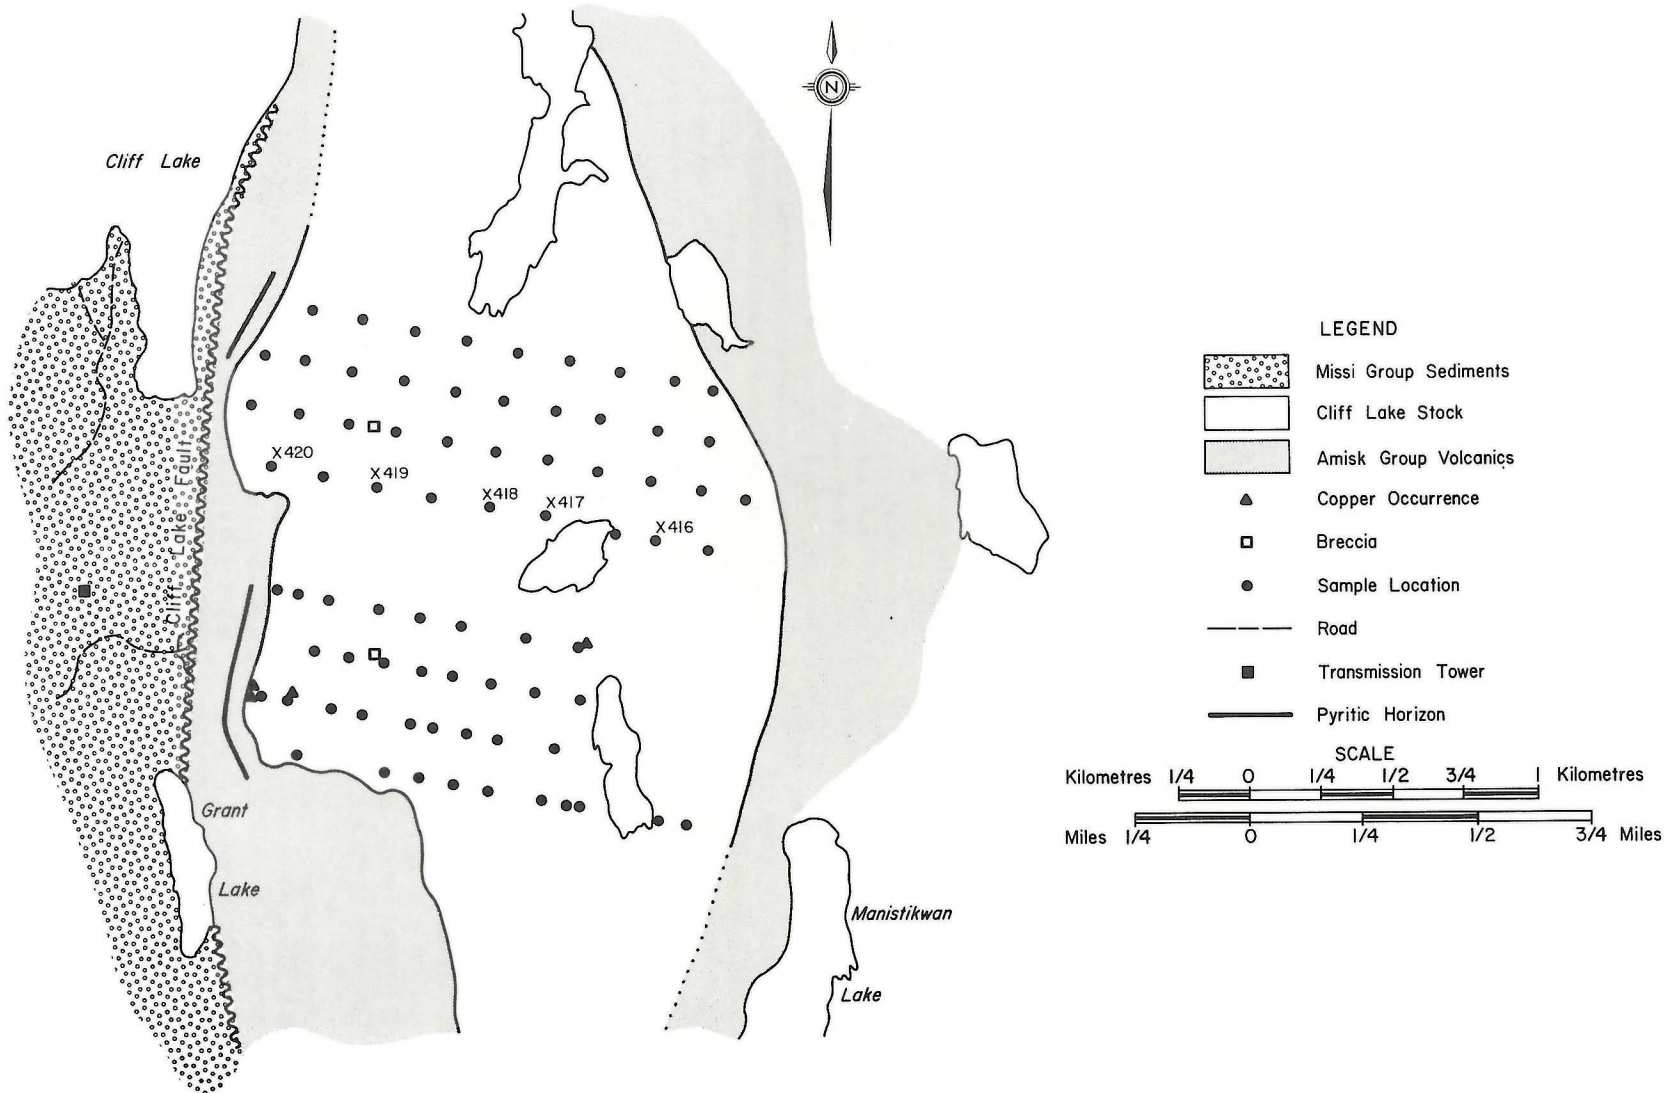 N
Cliff Lake
Cliff Lake Fault
X420
X419
X418
X417
X416
Grant
Lake
Manistikwan
Lake
LEGEND
Missi Group Sediments
Cliff Lake Stock
Amisk Group Volcanics
Copper Occurrence
Breccia
Sample Location
Road
Transmission Tower
Pyritic Horizon
SCALE
Kilometres 1/4 0 1/4 1/2 3/4 1 Kilometres
Miles 1/4 0 1/4 1/2 3/4 Miles